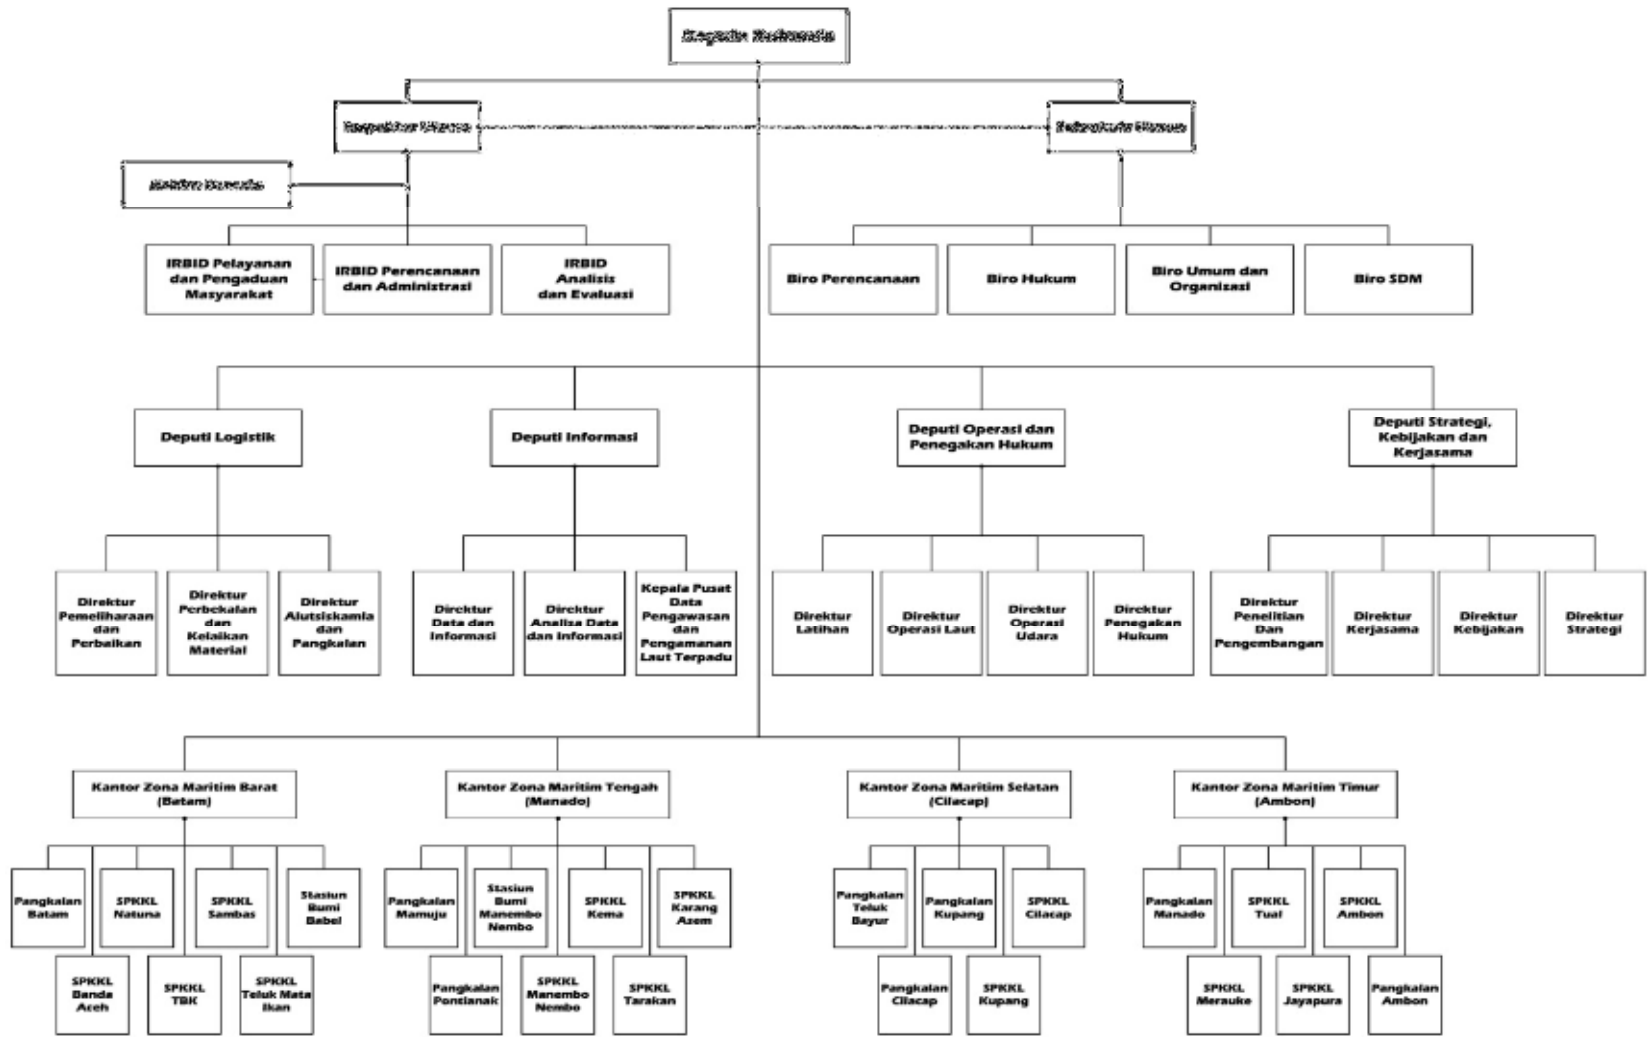 IRBID Pelayanan
dan Pengaduan
Masyarakat
IRBID Perencanaan
dan Administrasi
IRBID
Analisis
dan Evaluasi
Biro Perencanaan
Biro Hukum
Biro Umum dan
Organisasi
Biro SDM
Deputi Logistik
Deputi Informasi
Deputi Operasi dan
Penegakan Hukum
Deputi Strategi,
Kebijakan dan
Kerjasama
Direktur
Pemeliharaan
dan
Perbaikan
Direktur
Perbekalan
dan
Kelaikan
Material
Direktur
Alutsiskamla
dan
Pangkalan
Direktur
Data dan
Informasi
Direktur
Analisa Data
dan Informasi
Kepala Pusat
Data
Pengawasan
dan
Pengamanan
Laut Terpadu
Direktur
Latihan
Direktur
Operasi Laut
Direktur
Operasi
Udara
Direktur
Penegakan
Hukum
Direktur
Penelitian
Dan
Pengembangan
Direktur
Kerjasama
Direktur
Kebijakan
Direktur
Strategi
Kantor Zona Maritim Barat
(Batam)
Kantor Zona Maritim Tengah
(Manado)
Kantor Zona Maritim Selatan
(Cilacap)
Kantor Zona Maritim Timur
(Ambon)
Pangkalan
Batam
SPKKL
Natuna
SPKKL
Sambas
Stasiun
Bumi
Babel
SPKKL
Banda
Aceh
SPKKL
TBK
SPKKL
Teluk Mata
Ikan
Pangkalan
Mamuju
Stasiun
Bumi
Manembo
Nembo
SPKKL
Kema
SPKKL
Karang
Asem
Pangkalan
Pontianak
SPKKL
Manembo
Nembo
SPKKL
Tarakan
Pangkalan
Teluk
Bayur
Pangkalan
Kupang
SPKKL
Cilacap
Pangkalan
Cilacap
SPKKL
Kupang
Pangkalan
Manado
SPKKL
Tual
SPKKL
Ambon
SPKKL
Merauke
SPKKL
Jayapura
Pangkalan
Ambon